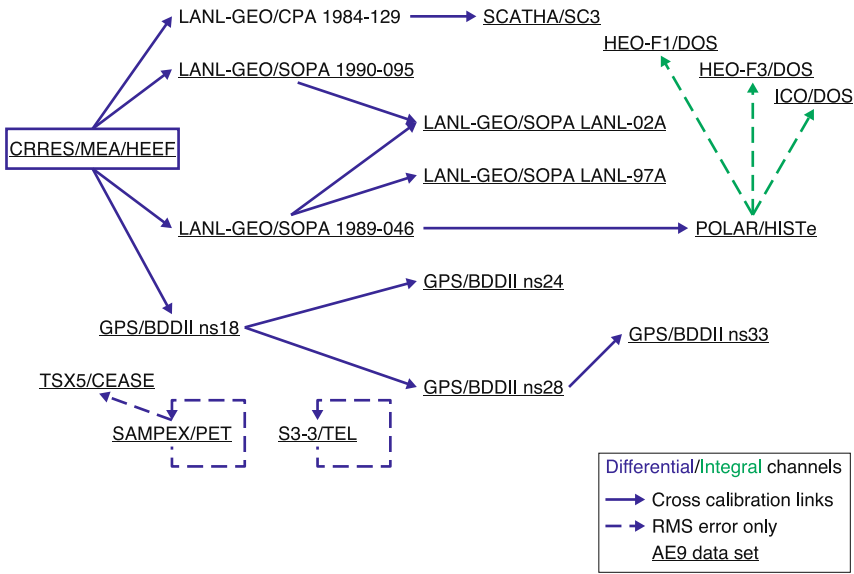 LANL-GEO/CPA 1984-129
SCATHA/SC3
HEO-F1/DOS
LANL-GEO/SOPA 1990-095
HEO-F3/DOS
ICO/DOS
LANL-GEO/SOPA LANL-02A
CRRES/MEA/HEEF
LANL-GEO/SOPA LANL-97A
LANL-GEO/SOPA 1989-046
POLAR/HISTe
GPS/BDDII ns24
GPS/BDDII ns18
GPS/BDDII ns33
TSX5/CEASE
GPS/BDDII ns28
SAMPEX/PET
S3-3/TEL
Differential/Integral channels
Cross calibration links
RMS error only
AE9 data set